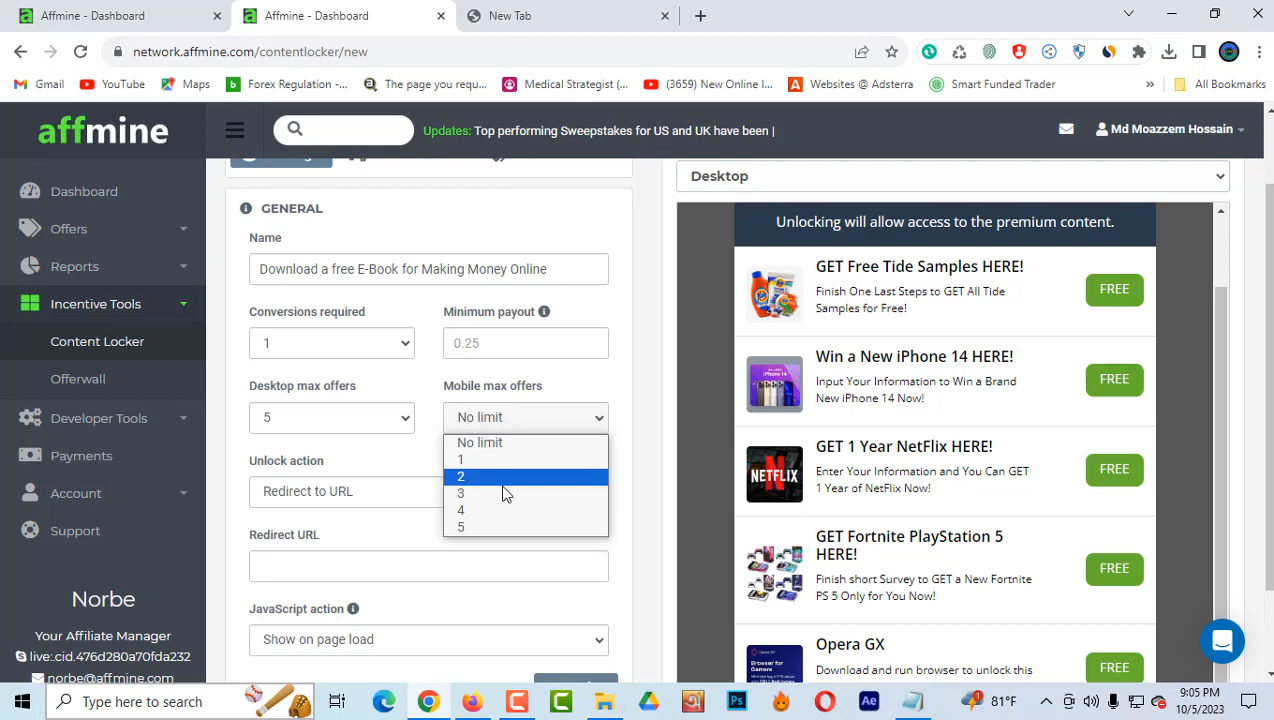 Affmine - Dashboard
Affmine - Dashboard
New Tab
network.affmine.com/contentlocker/new
Gmail
YouTube
Maps
Forex Regulation -...
The page you requ...
Medical Strategist (...
(3659) New Online I...
Websites @ Adsterra
Smart Funded Trader
»
All Bookmarks
affmine
Updates: Top performing Sweepstakes for US and UK have been |
Md Moazzem Hossain
Dashboard
Offers
Reports
Incentive Tools
Content Locker
Offerwall
Developer Tools
Payments
Account
Support
Norbe
Your Affiliate Manager
live:.cid.476d280a70fda232
norbe@affmine.com
GENERAL
Name
Download a free E-Book for Making Money Online
Conversions required
Minimum payout
1
0.25
Desktop max offers
Mobile max offers
5
No limit
No limit
1
2
3
4
5
Unlock action
Redirect to URL
Redirect URL
JavaScript action
Show on page load
Desktop
Unlocking will allow access to the premium content.
GET Free Tide Samples HERE!
Finish One Last Steps to GET All Tide
Samples for Free!
FREE
Win a New iPhone 14 HERE!
Input Your Information to Win a Brand
New iPhone 14 Now!
FREE
iPhone 14
GET 1 Year NetFlix HERE!
Enter Your Information and You Can GET
1 Year of NetFlix Now!
FREE
NETFLIX
GET Fortnite PlayStation 5
HERE!
Finish short Survey to GET a New Fortnite
PS 5 Only for You Now!
FREE
Opera GX
Download and run browser to unlock this
FREE
Browser for
Gamers
Type here to search
81°F
9:05 PM
10/5/2023